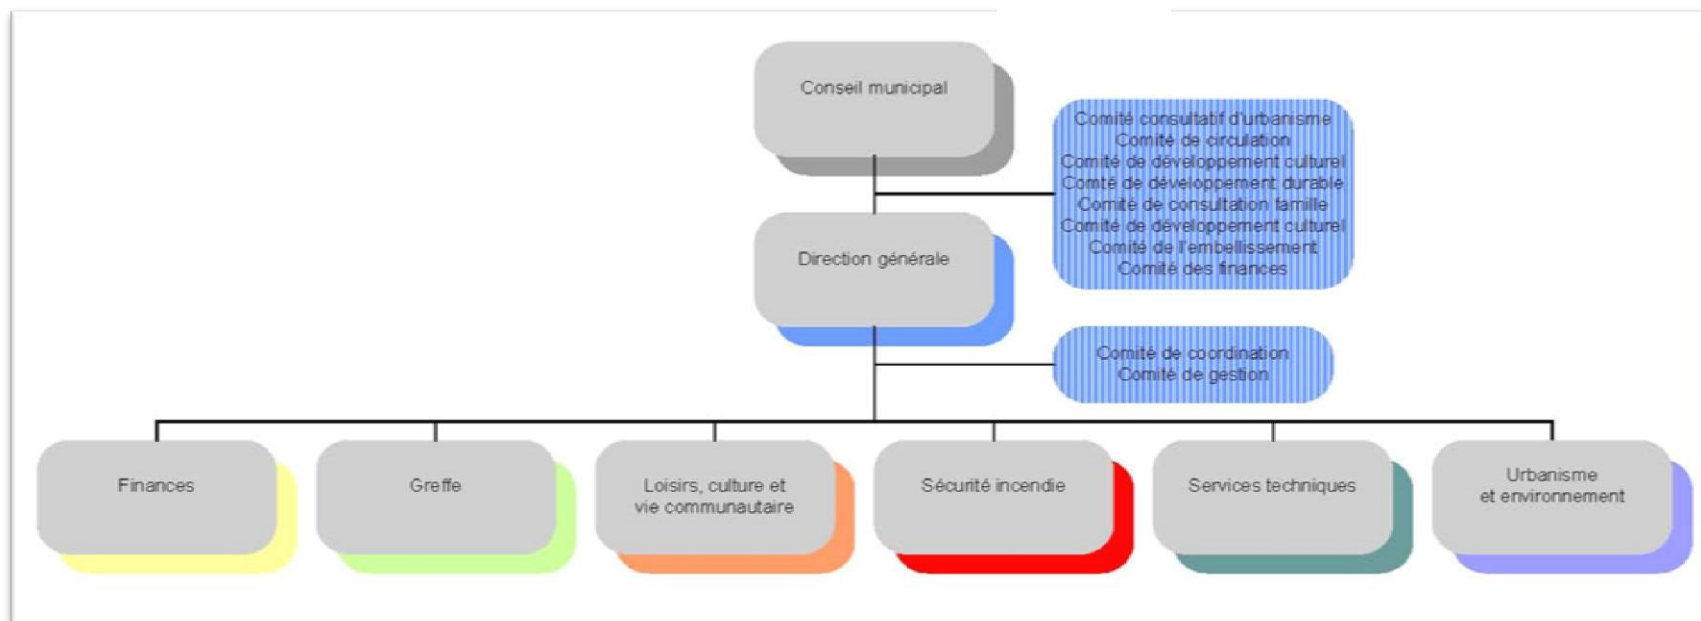 Conseil municipal
Comité consultatif d'urbanisme
Comité de circulation
Comité de développement culturel
Comté de développement durable
Comité de consultation famille
Comité de développement culturel
Comité de l'embellissement
Comité des finances
Direction générale
Comité de coordination
Comité de gestion
Finances
Greffe
Loisirs, culture et
vie communautaire
Sécurité incendie
Services techniques
Urbanisme
et environnement